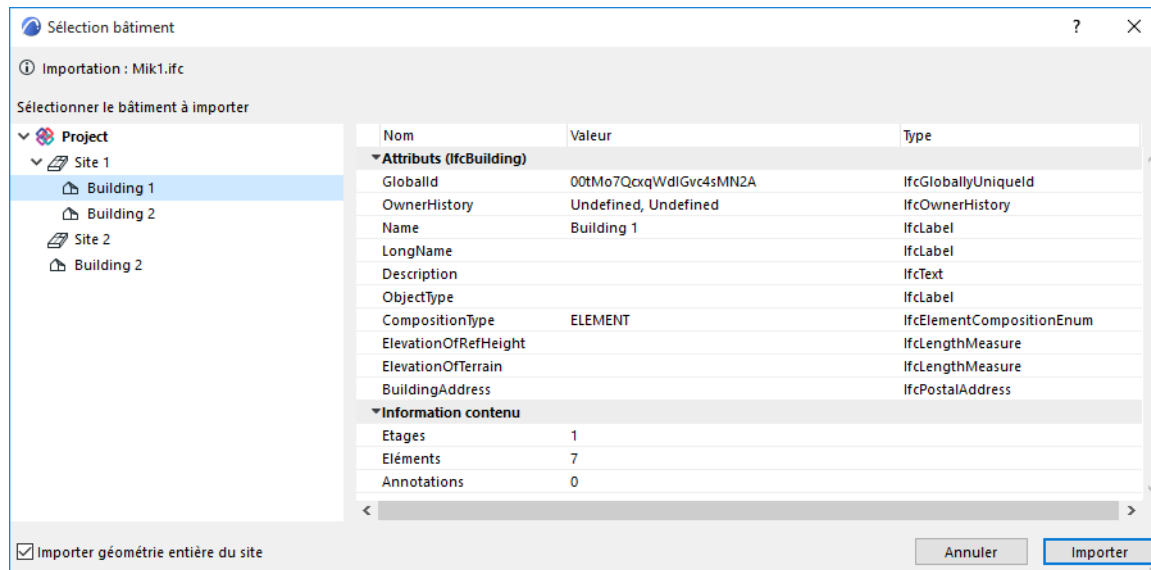 Sélection bâtiment
?
Importation : Mik1.ifc
Sélectionner le bâtiment à importer
Project
Site 1
Building 1
Building 2
Site 2
Building 2
Nom Valeur Type
Attributs (IfcBuilding)
GlobalId 00tMo7QcxqWdIGvc4sMN2A IfcGloballyUniqueId
OwnerHistory Undefined, Undefined IfcOwnerHistory
Name Building 1 IfcLabel
LongName IfcLabel
Description IfcText
ObjectType IfcLabel
CompositionType ELEMENT IfcElementCompositionEnum
ElevationOfRefHeight IfcLengthMeasure
ElevationOfTerrain IfcLengthMeasure
BuildingAddress IfcPostalAddress
Information contenu
Etages 1
Eléments 7
Annotations 0
Importer géométrie entière du site
Annuler
Importer